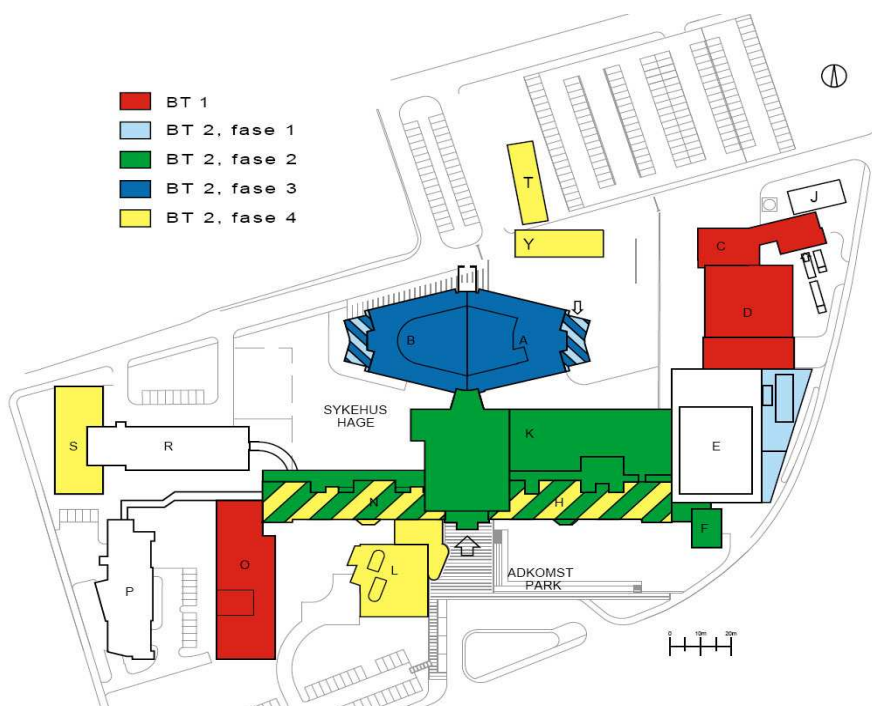 BT 1
BT 2, fase 1
BT 2, fase 2
BT 2, fase 3
BT 2, fase 4
T
Y
J
C
D
B
A
SYKEHUS
HAGE
K
S
R
E
N
H
F
O
L
P
ADKOMST
PARK
0 10m 20m